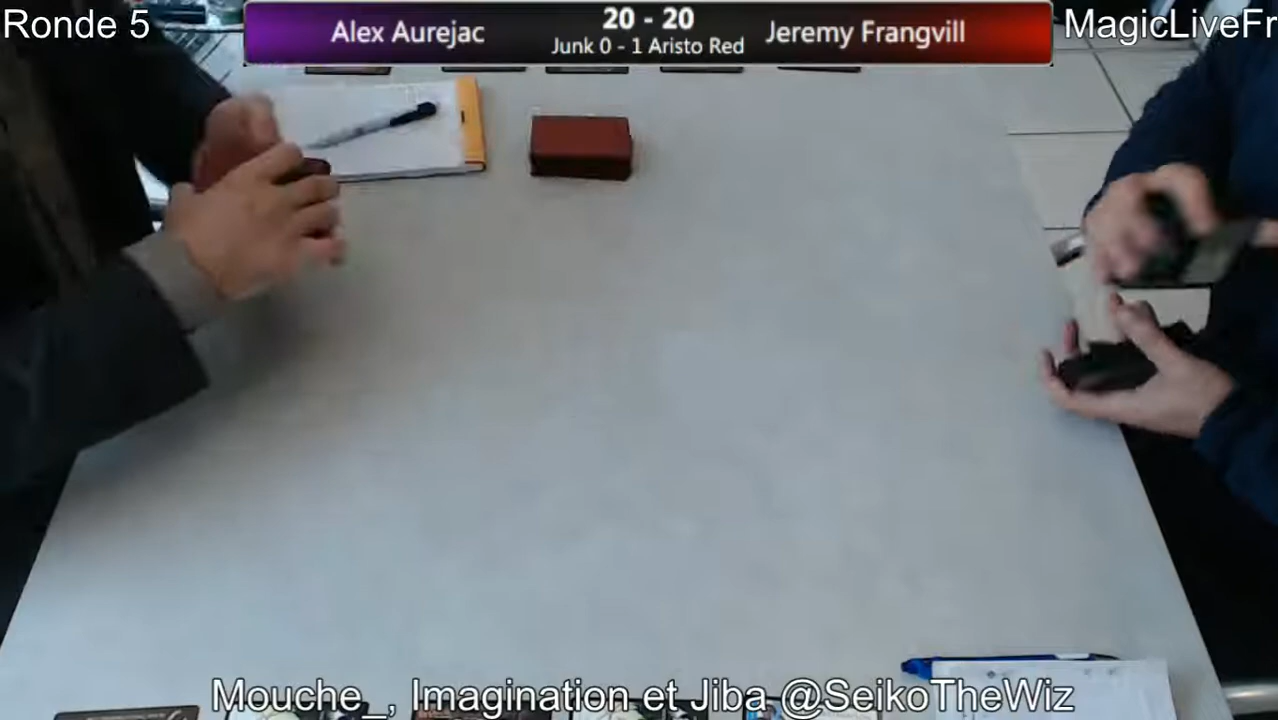 Ronde 5
Alex Aurejac
20 - 20
Jeremy Frangvill
Junk 0 - 1 Aristo Red
MagicLiveFr
Mouche_, Imagination et Jiba @SeikoTheWiz